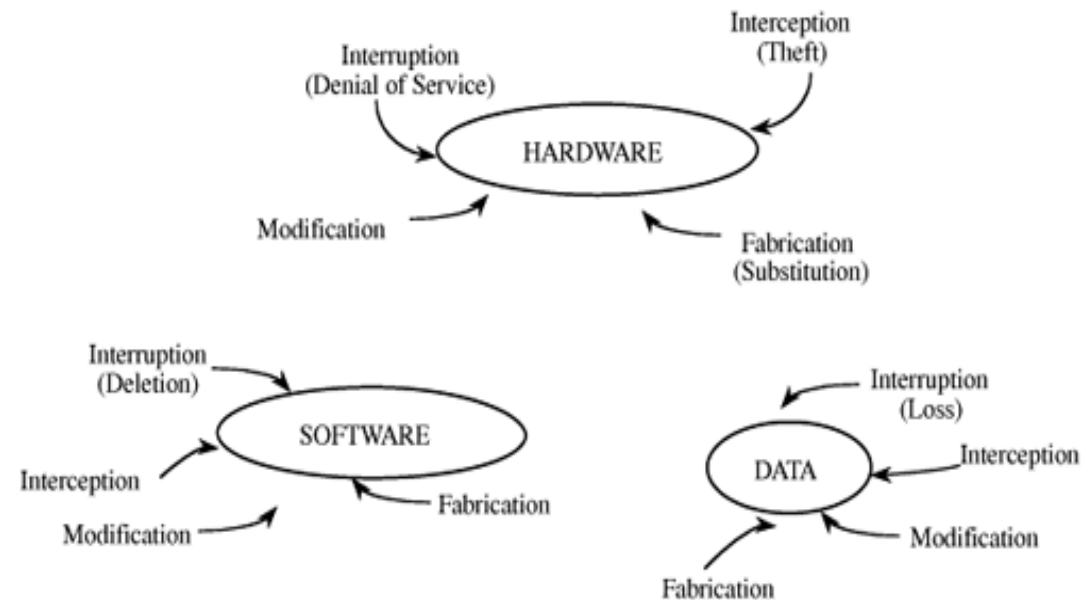 Interruption
(Denial of Service)
Interception
(Theft)
HARDWARE
Modification
Fabrication
(Substitution)
Interruption
(Deletion)
SOFTWARE
Interception
Modification
Fabrication
Interruption
(Loss)
DATA
Interception
Modification
Fabrication